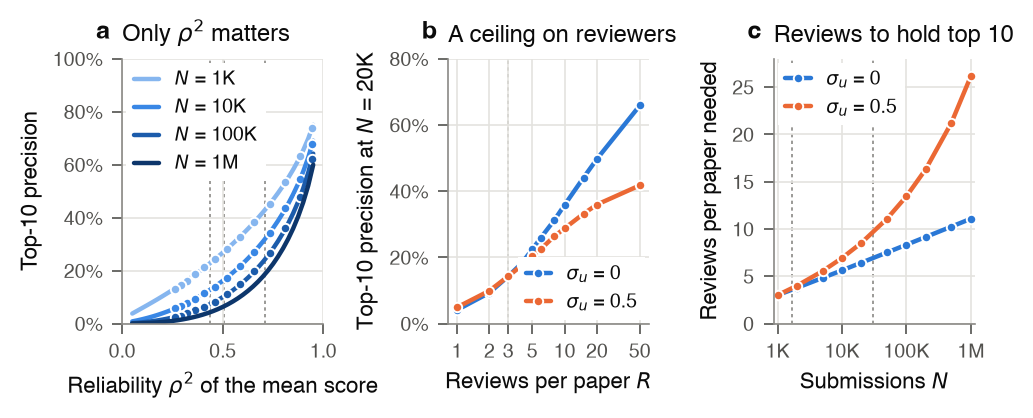 a Only ρ² matters
Top-10 precision
100%
80%
60%
40%
20%
0%
N = 1K
N = 10K
N = 100K
N = 1M
0.0 0.5 1.0
Reliability ρ² of the mean score
b A ceiling on reviewers
Top-10 precision at N = 20K
80%
60%
40%
20%
0%
σᵤ = 0
σᵤ = 0.5
1 2 3 5 10 20 50
Reviews per paper R
c Reviews to hold top 10
Reviews per paper needed
25
20
15
10
5
0
σᵤ = 0
σᵤ = 0.5
1K 10K 100K 1M
Submissions N